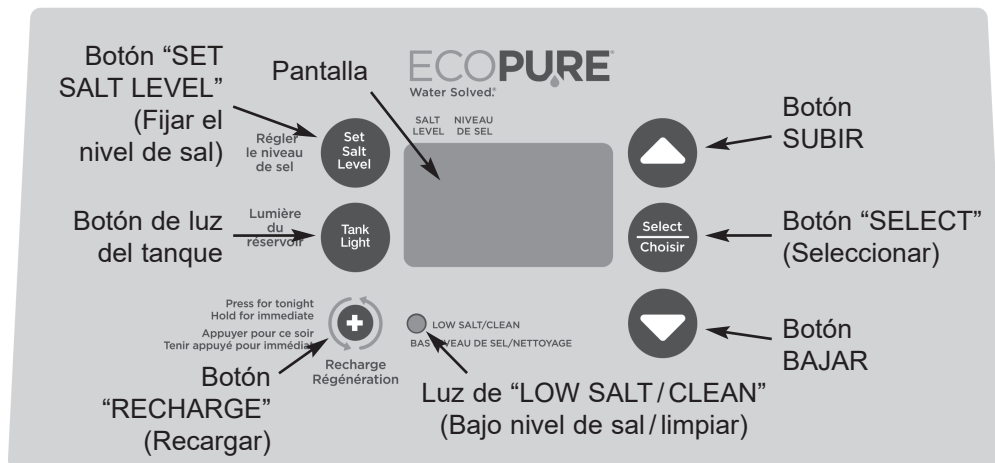 Botón “SET
SALT LEVEL”
(Fijar el
nivel de sal)
Pantalla
ECOPURE
Water Solved.®
SALT
LEVEL
NIVEAU
DE SEL
Régler
le niveau
de sel
Set
Salt
Level
Botón
SUBIR
Botón de luz
del tanque
Lumière
du
réservoir
Tank
Light
Select
Choisir
Botón “SELECT”
(Seleccionar)
Press for tonight
Hold for immediate
Appuyer pour ce soir
Tenir appuyé pour immédiat
Recharge
Régénération
LOW SALT/CLEAN
BAS NIVEAU DE SEL/NETTOYAGE
Botón
BAJAR
Botón
“RECHARGE”
(Recargar)
Luz de “LOW SALT / CLEAN”
(Bajo nivel de sal / limpiar)